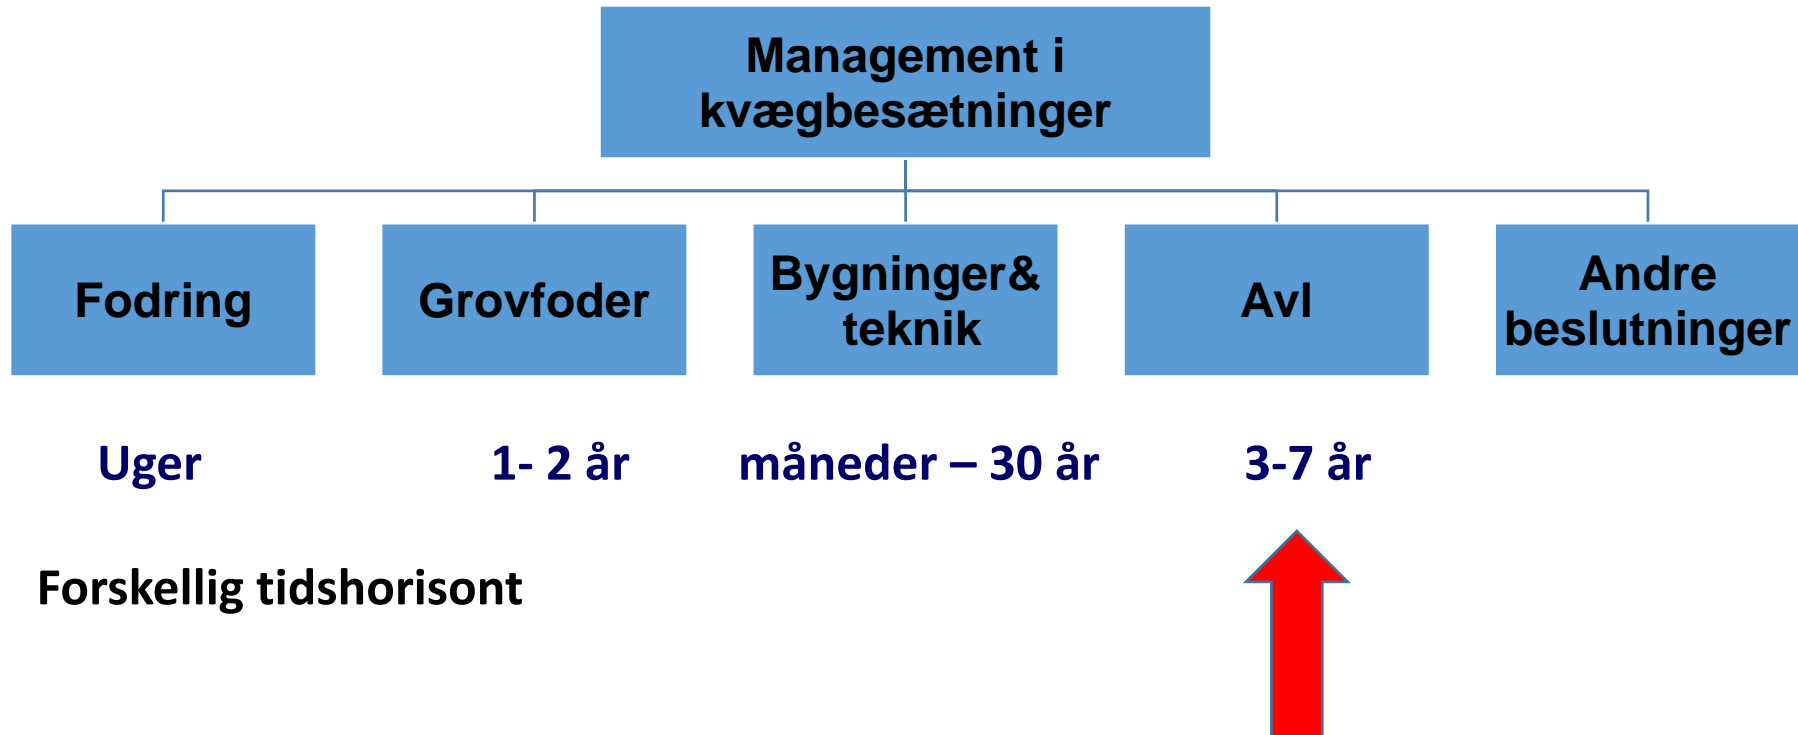 Management i
kvægbesætninger
Fodring
Grovfoder
Bygninger&
teknik
Avl
Andre
beslutninger
Uger
1- 2 år
måneder – 30 år
3-7 år
Forskellig tidshorisont